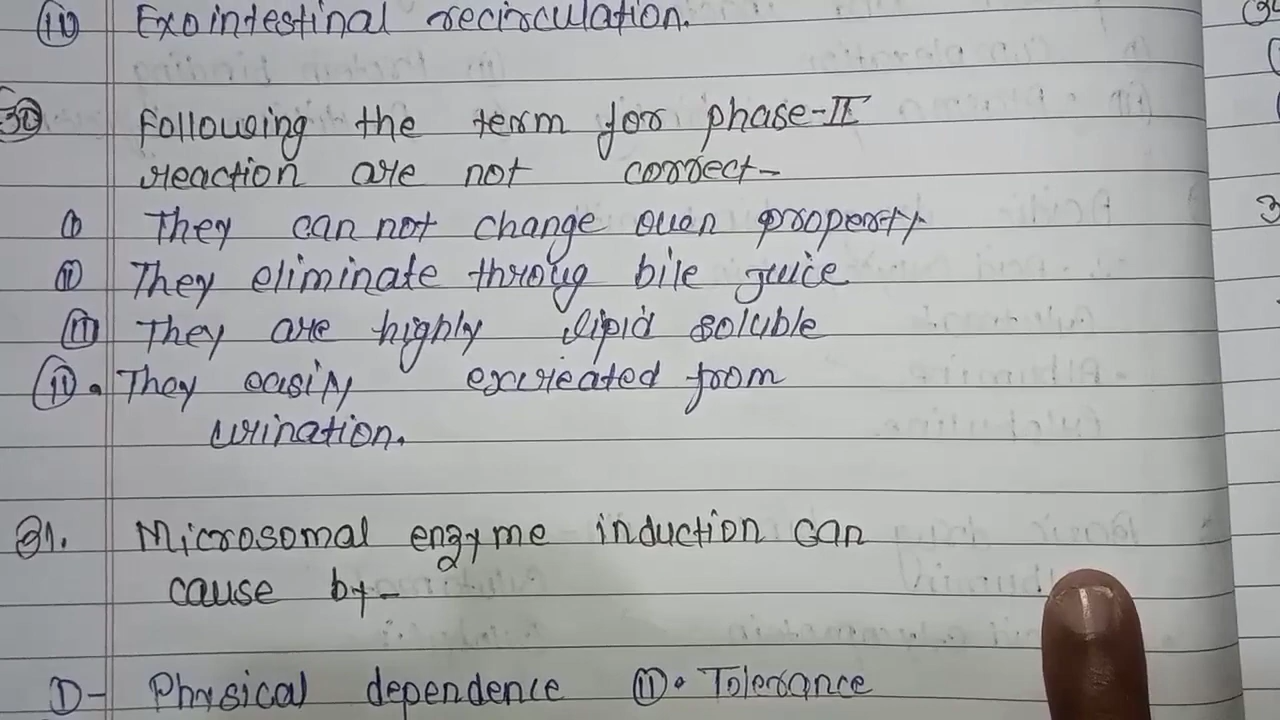 (iv) Exointestinal recirculation.
30 Following the term for phase-II
reaction are not correct-
(i) They can not change ouen property
(ii) They eliminate throug bile juice
(iii) They are highly lipid soluble
(iv). They easily excreated from
urination.
31. Microsomal enzyme induction can
cause by-
(i)- Physical dependence (ii). Tolerance